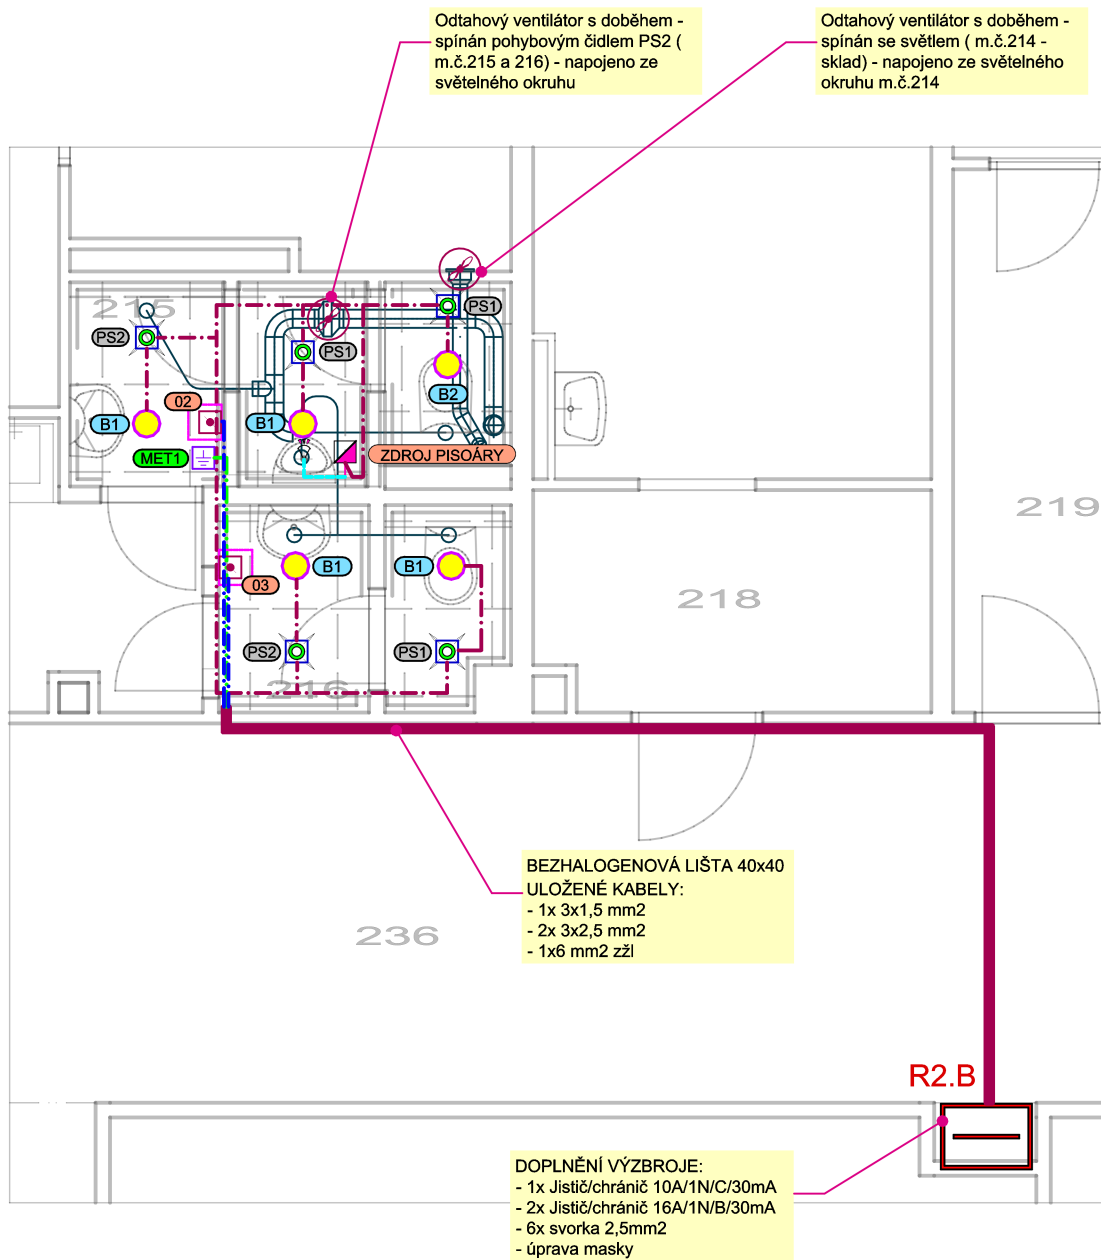 Odtahový ventilátor s doběhem -
spínán pohybovým čidlem PS2 (
m.č.215 a 216) - napojeno ze
světelného okruhu
Odtahový ventilátor s doběhem -
spínán se světlem ( m.č.214 -
sklad) - napojeno ze světelného
okruhu m.č.214
215
PS1
PS2
PS1
B2
02
B1
B1
ZDROJ PISOÁRY
MET1
219
B1
B1
03
218
PS2
PS1
216
BEZHALOGENOVÁ LIŠTA 40x40
ULOŽENÉ KABELY:
- 1x 3x1,5 mm2
- 2x 3x2,5 mm2
- 1x6 mm2 zžl
236
R2.B
DOPLNĚNÍ VÝZBROJE:
- 1x Jistič/chránič 10A/1N/C/30mA
- 2x Jistič/chránič 16A/1N/B/30mA
- 6x svorka 2,5mm2
- úprava masky